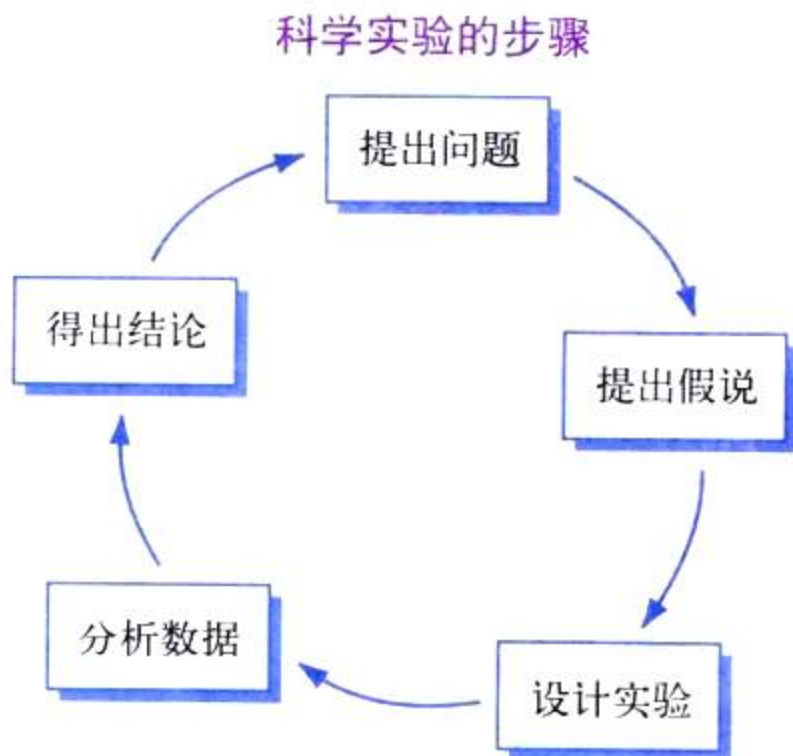 科学实验的步骤
提出问题
提出假说
设计实验
分析数据
得出结论